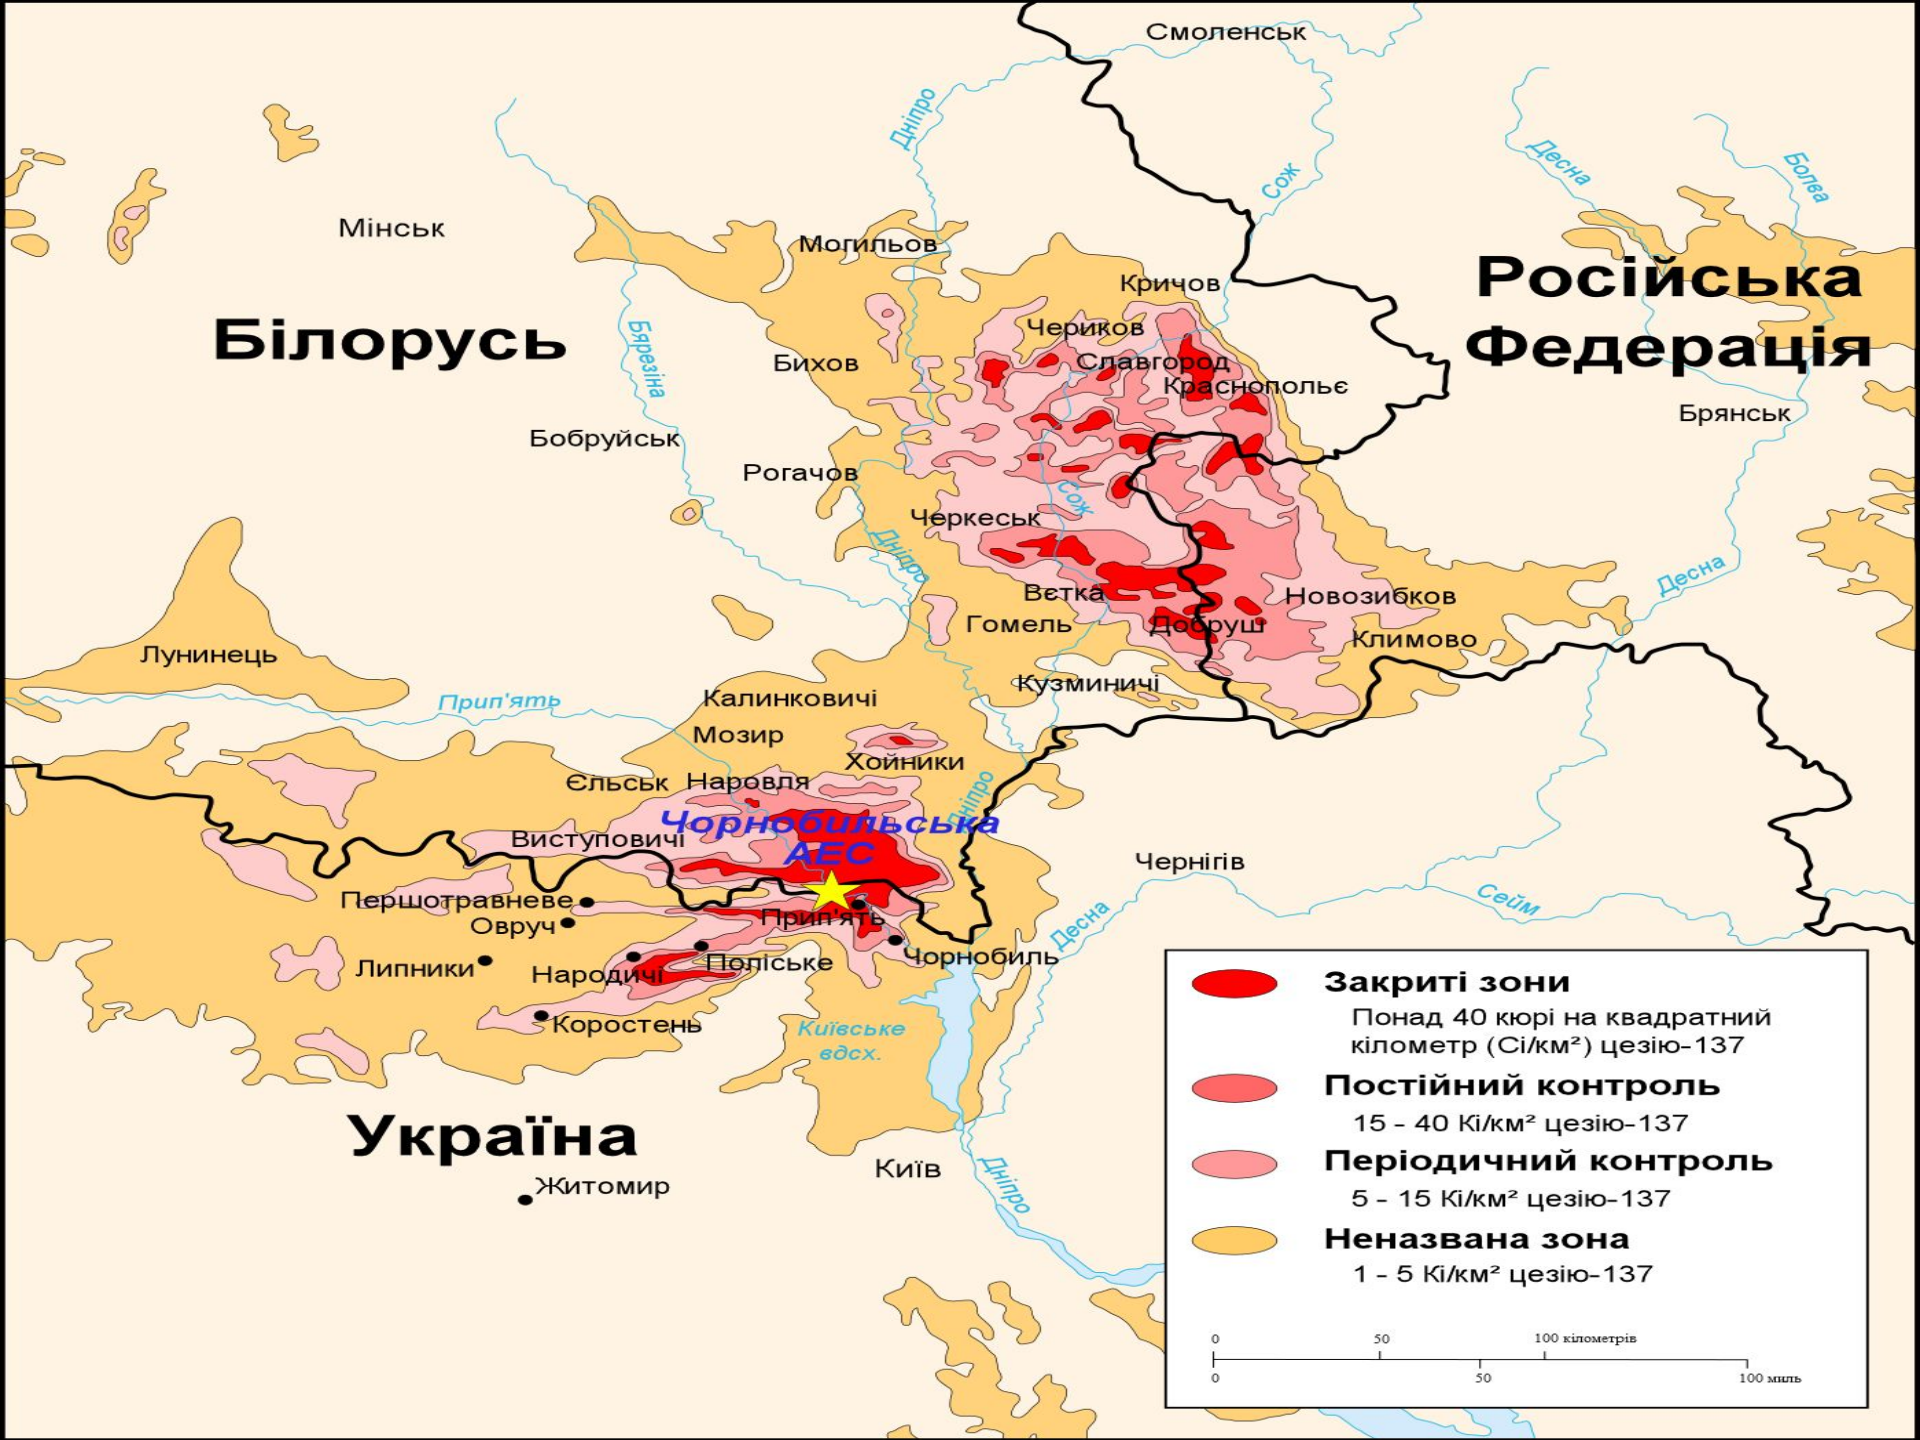 Смоленськ
Дніпро
Сож
Десна
Болва
Мінськ
Могильов
Кричов
Російська
Федерація
Білорусь
Бярезіна
Чериков
Бихов
Славгород
Краснопольє
Брянськ
Бобруйськ
Рогачов
Сож
Черкеськ
Дніпро
Десна
Вєтка
Новозибков
Гомель
Добруш
Климово
Лунинець
Прип'ять
Калинковичі
Кузминичі
Мозир
Хойники
Єльськ
Наровля
Дніпро
Чорнобильська
АЕС
Виступовичі
Чернігів
Першотравневе
Прип'ять
Овруч
Десна
Сейм
Липники
Народичі
Поліське
Чорнобиль
Коростень
Київське
вдсх.
Україна
Житомир
Київ
Дніпро
Закриті зони
Понад 40 кюрі на квадратний
кілометр (Сі/км²) цезію-137
Постійний контроль
15 - 40 Кі/км² цезію-137
Періодичний контроль
5 - 15 Кі/км² цезію-137
Неназвана зона
1 - 5 Кі/км² цезію-137
0 50 100 кілометрів
0 50 100 миль